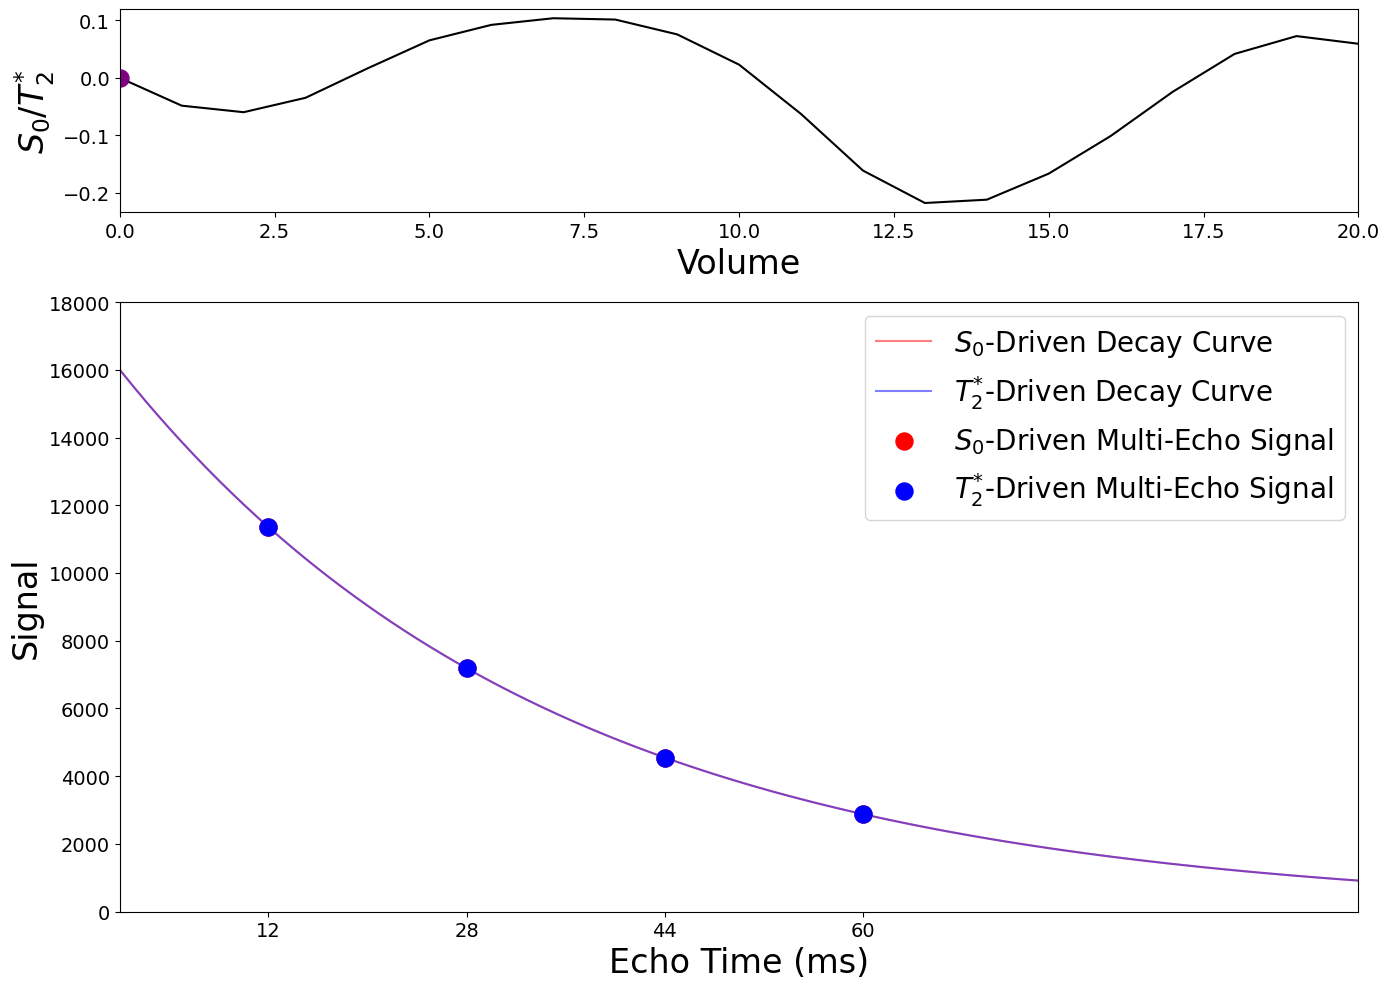 0.1
0.0
−0.1
−0.2
S₀/T₂*
0.0 2.5 5.0 7.5 10.0 12.5 15.0 17.5 20.0
Volume
18000
16000
14000
12000
10000
8000
6000
4000
2000
0
Signal
S₀-Driven Decay Curve
T₂*-Driven Decay Curve
S₀-Driven Multi-Echo Signal
T₂*-Driven Multi-Echo Signal
12 28 44 60
Echo Time (ms)